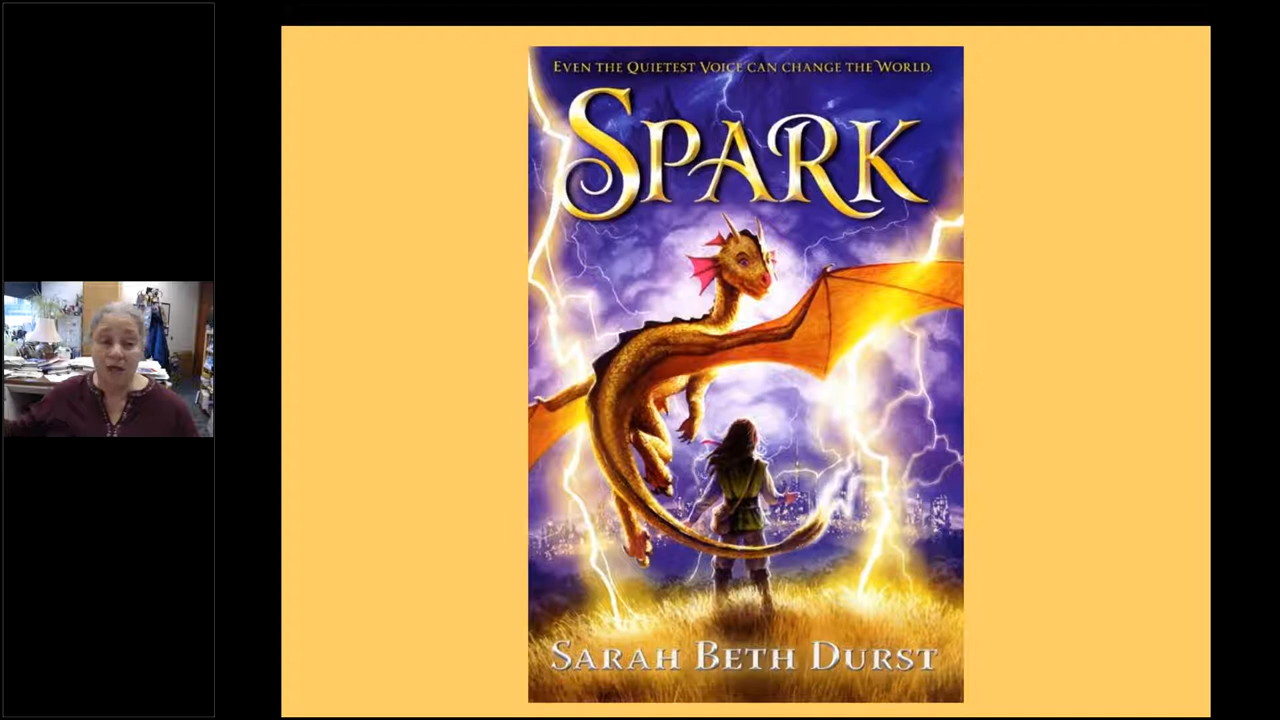 EVEN THE QUIETEST VOICE CAN CHANGE THE WORLD.
SPARK
SARAH BETH DURST